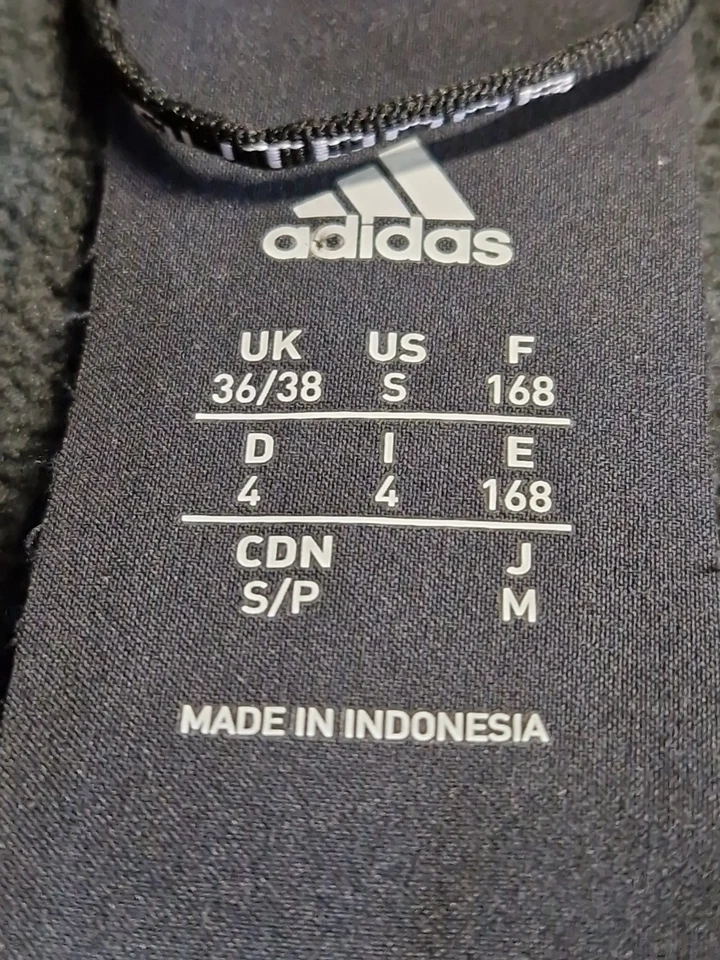 adidas
UK US F
36/38 S 168
D I E
4 4 168
CDN J
S/P M
MADE IN INDONESIA